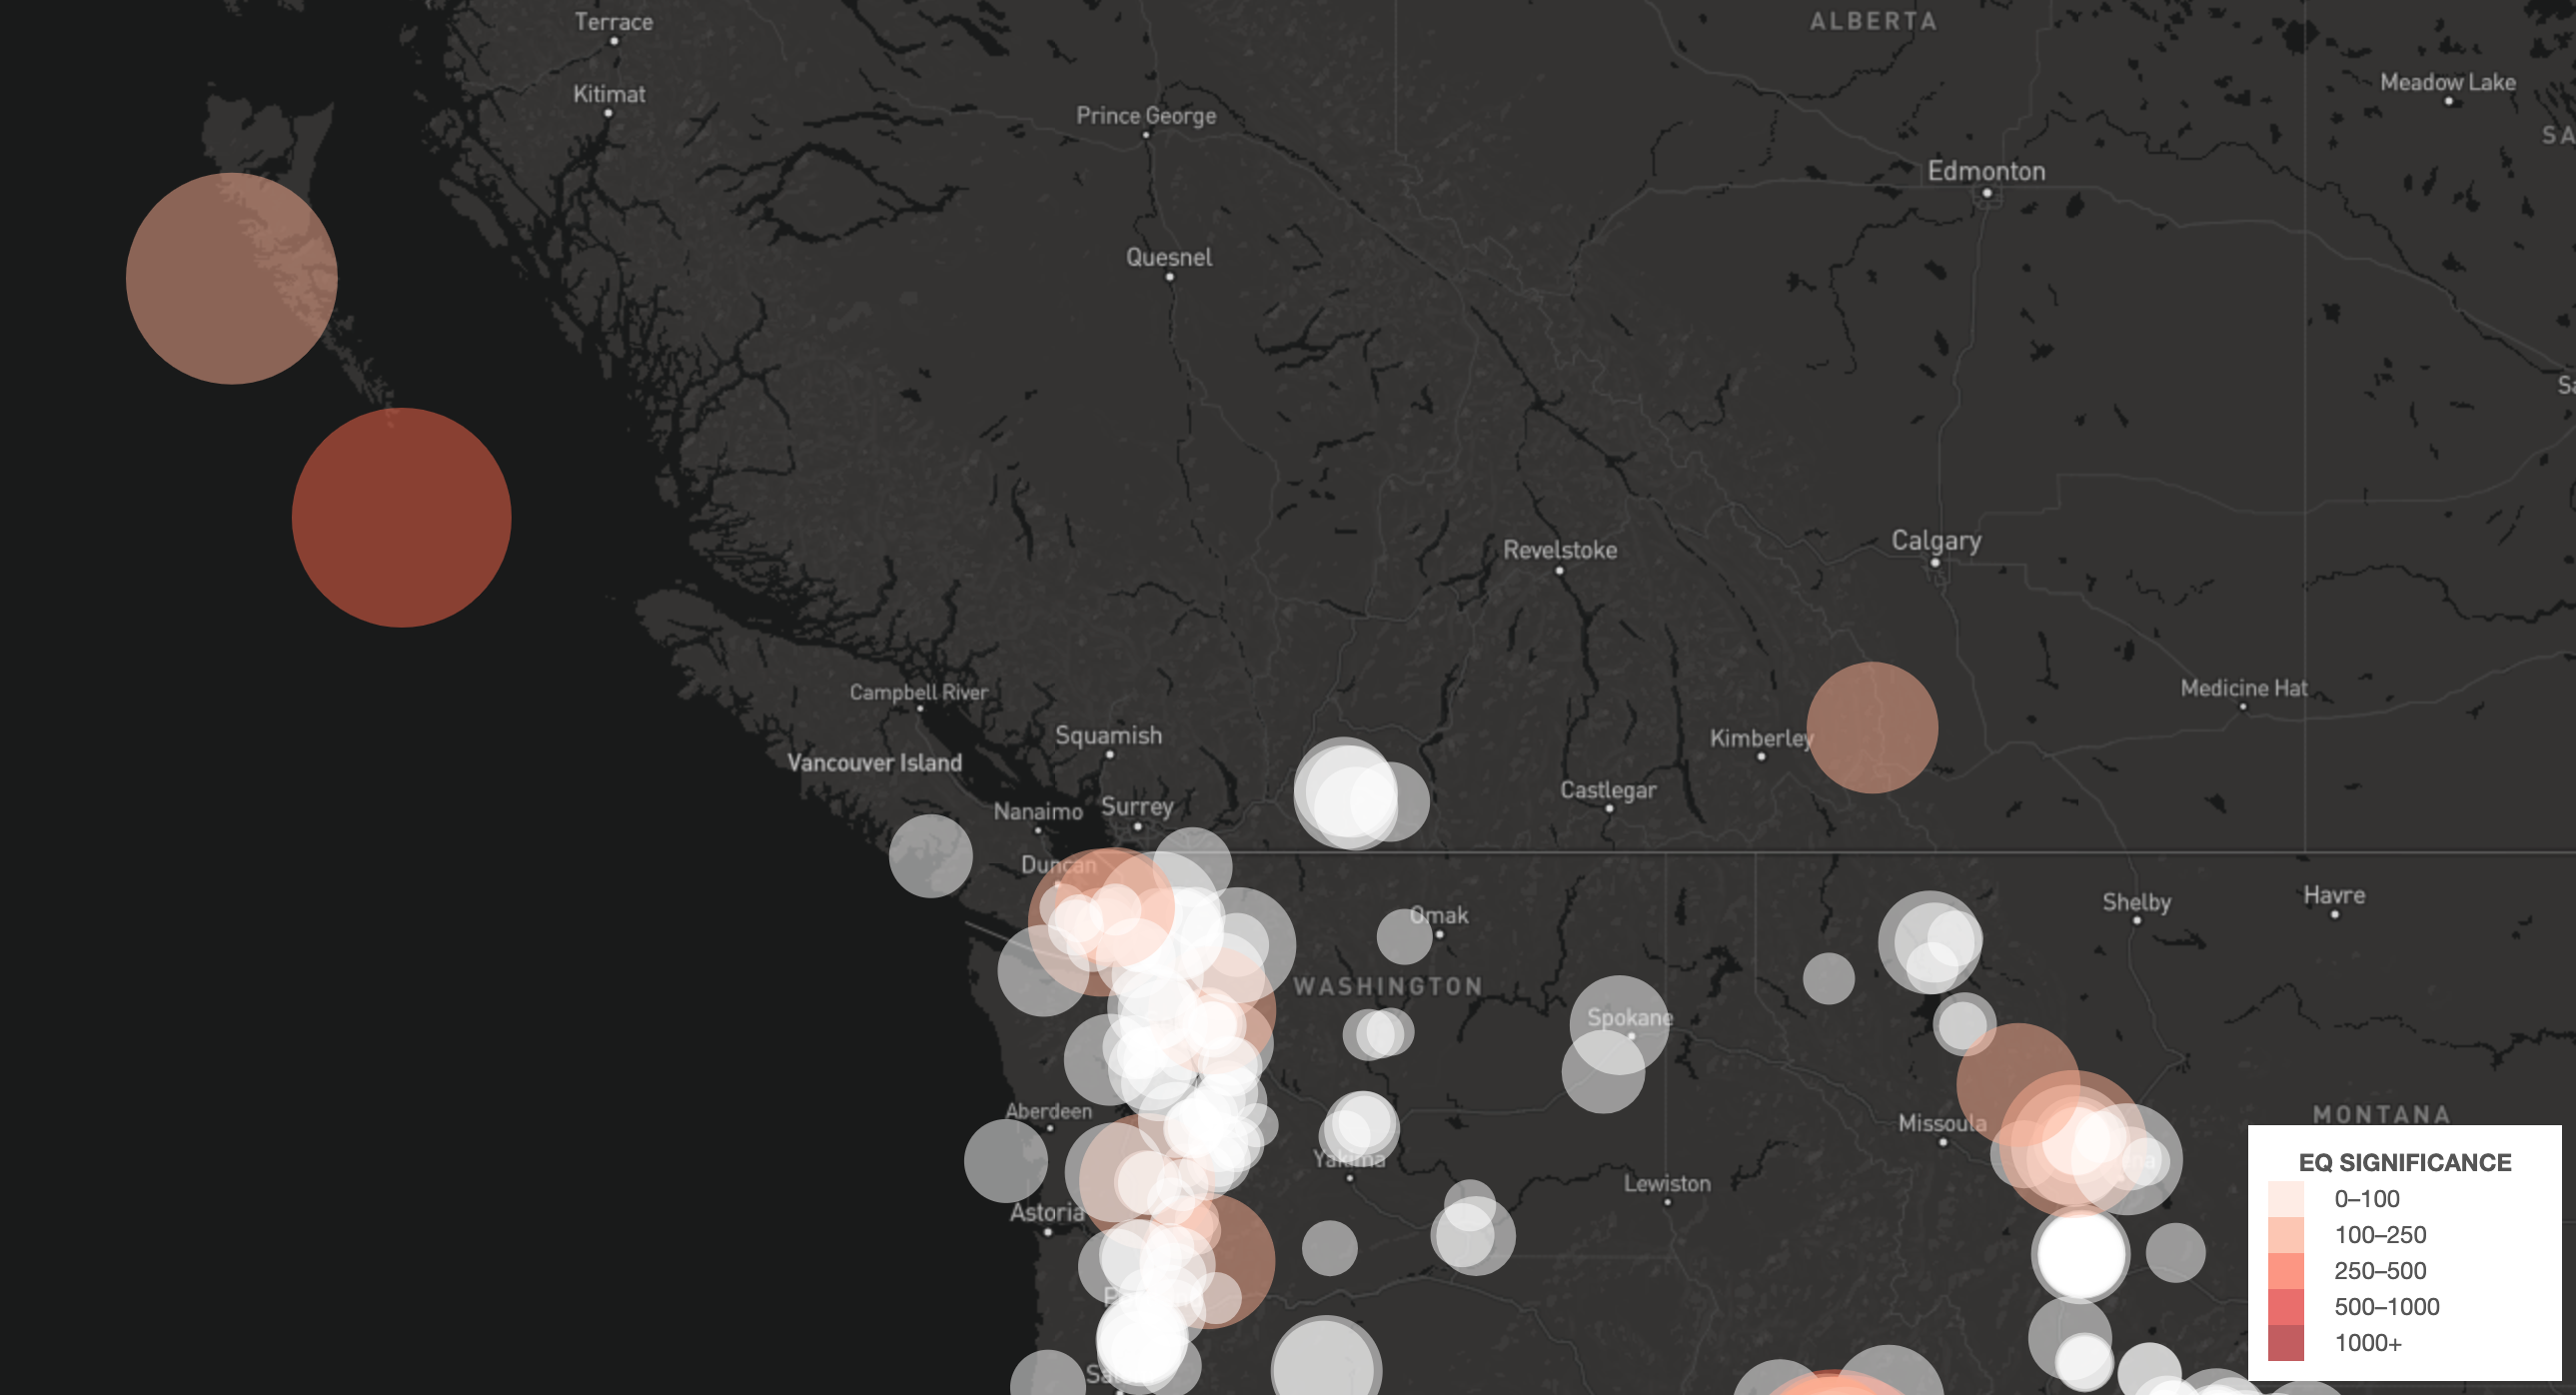 Terrace
ALBERTA
Kitimat
Meadow Lake
Prince George
SA
Edmonton
Quesnel
Sa
Calgary
Revelstoke
Campbell River
Medicine Hat
Squamish
Kimberley
Vancouver Island
Castlegar
Nanaimo
Surrey
Duncan
Shelby
Havre
Omak
WASHINGTON
Spokane
Aberdeen
MONTANA
Missoula
Yakima
Lewiston
Astoria
EQ SIGNIFICANCE
0–100
100–250
250–500
500–1000
1000+